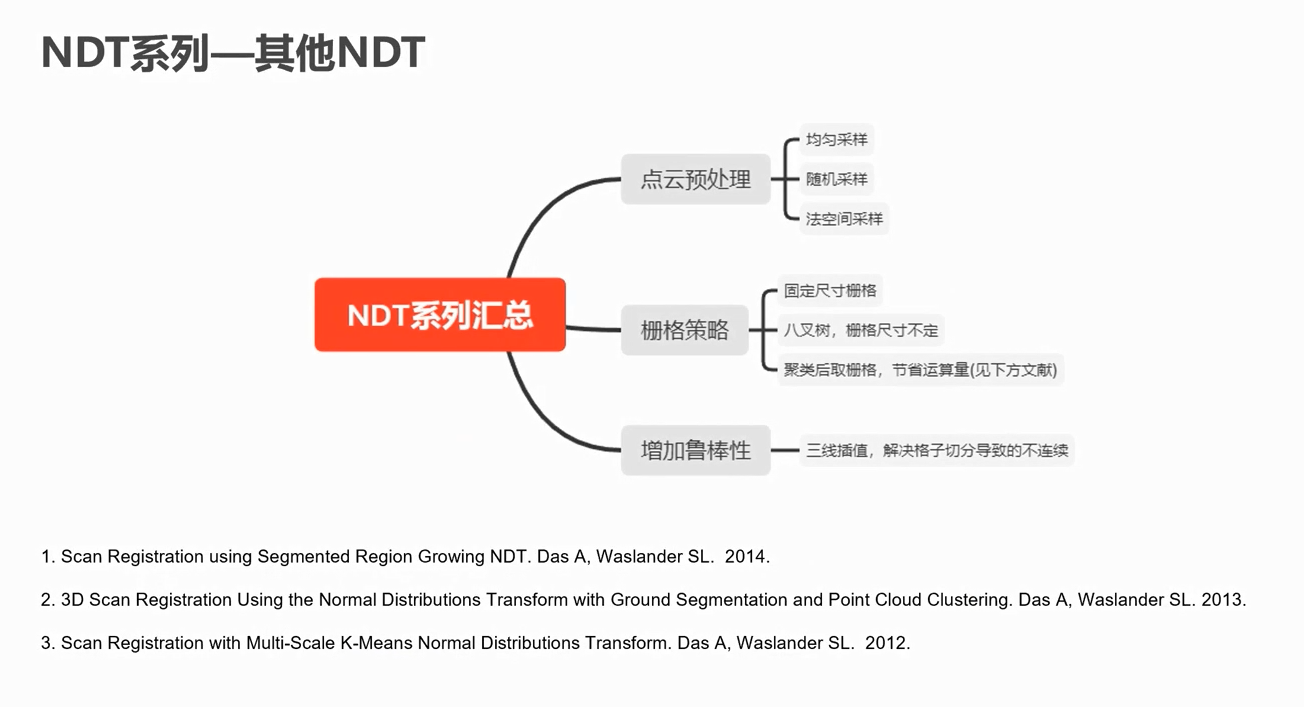 NDT系列—其他NDT
点云预处理
均匀采样
随机采样
法空间采样
NDT系列汇总
栅格策略
固定尺寸栅格
八叉树，栅格尺寸不定
聚类后取栅格，节省运算量(见下方文献)
增加鲁棒性
三线插值，解决格子切分导致的不连续
1. Scan Registration using Segmented Region Growing NDT. Das A, Waslander SL.  2014.
2. 3D Scan Registration Using the Normal Distributions Transform with Ground Segmentation and Point Cloud Clustering. Das A, Waslander SL. 2013.
3. Scan Registration with Multi-Scale K-Means Normal Distributions Transform. Das A, Waslander SL.  2012.